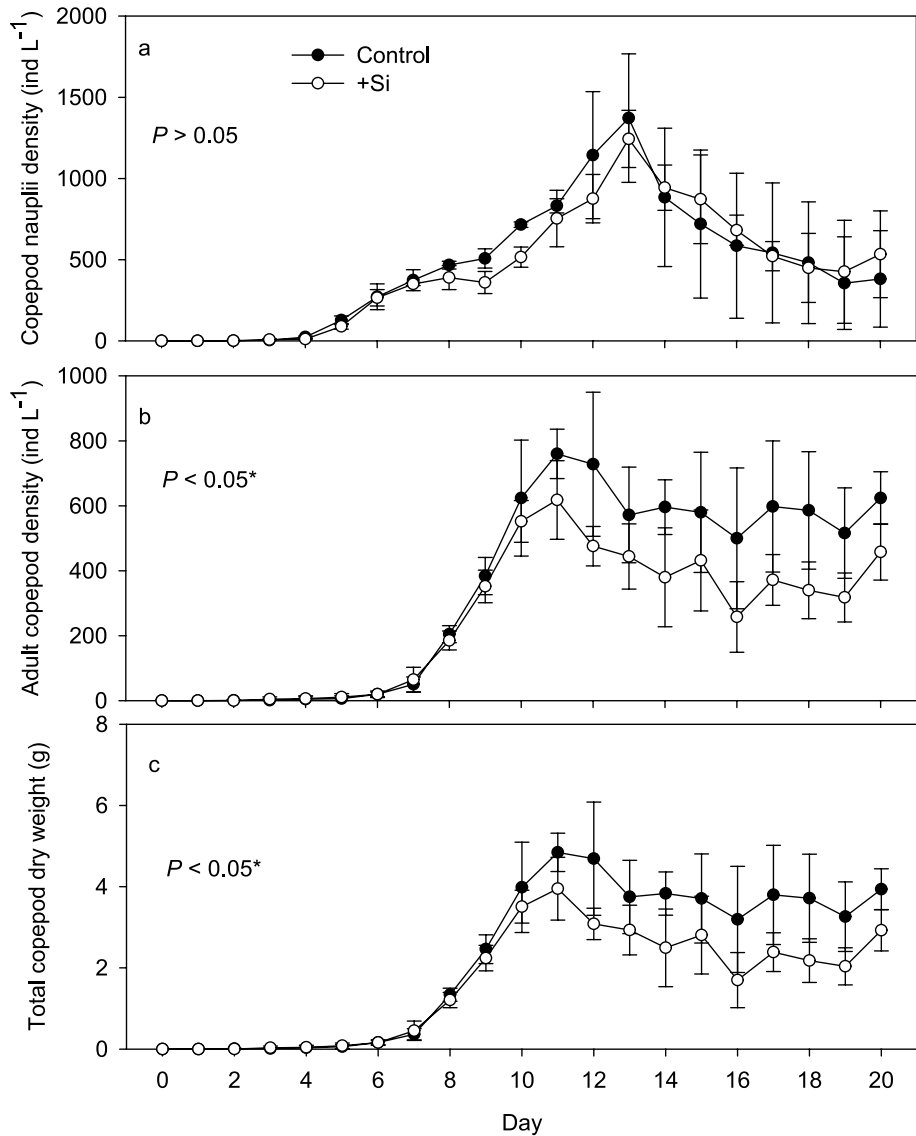 a
Control
+Si
P > 0.05
Copepod nauplii density (ind L⁻¹)
2000
1500
1000
500
0
b
P < 0.05*
Adult copepod density (ind L⁻¹)
1000
800
600
400
200
0
c
P < 0.05*
Total copepod dry weight (g)
8
6
4
2
0
0 2 4 6 8 10 12 14 16 18 20
Day